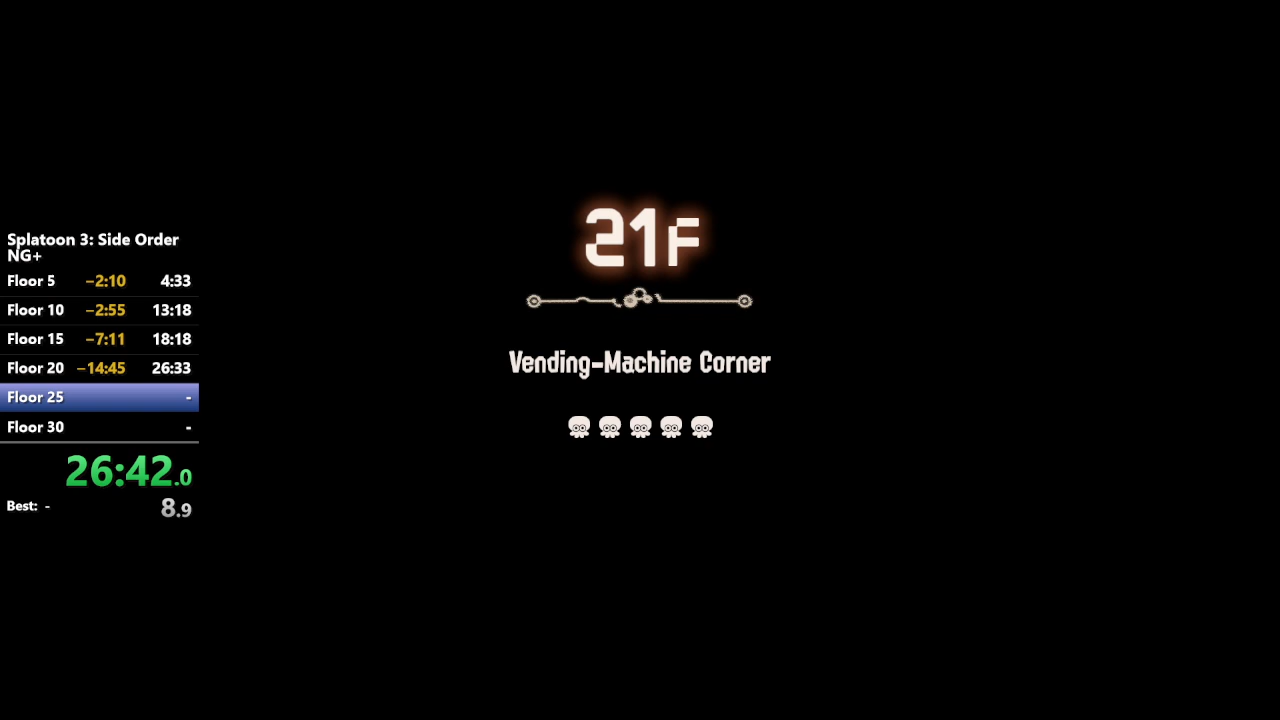 Splatoon 3: Side Order
NG+
Floor 5 −2:10 4:33
Floor 10 −2:55 13:18
Floor 15 −7:11 18:18
Floor 20 −14:45 26:33
Floor 25 -
Floor 30 -
26:42.0
Best: - 8.9
21F
Vending-Machine Corner